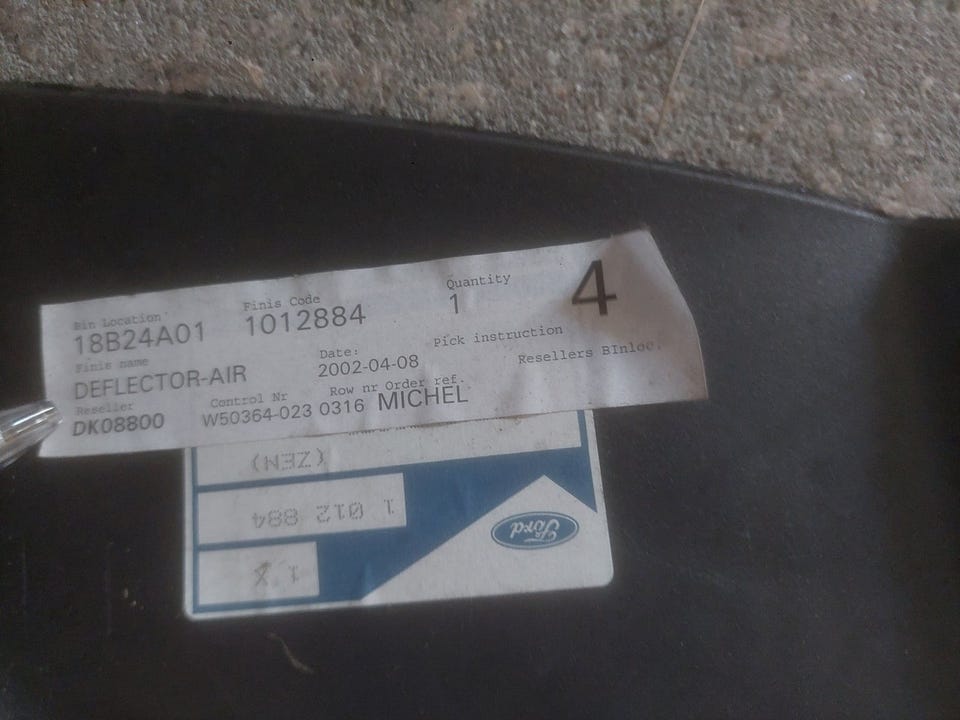 Bin Location Finis Code Quantity 4
18B24A01 1012884 1
Finis name Date: Pick instruction
DEFLECTOR-AIR 2002-04-08 Resellers BInloc.
Reseller Control Nr Row nr Order ref.
DK08800 W50364-023 0316 MICHEL
(ZEM)
1 012 884
1 X
Ford